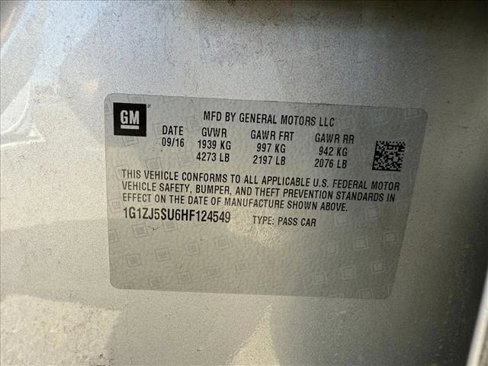 GM
MFD BY GENERAL MOTORS LLC
DATE GVWR GAWR FRT GAWR RR
09/16 1939 KG 997 KG 942 KG
4273 LB 2197 LB 2076 LB
THIS VEHICLE CONFORMS TO ALL APPLICABLE U.S. FEDERAL MOTOR
VEHICLE SAFETY, BUMPER, AND THEFT PREVENTION STANDARDS IN
EFFECT ON THE DATE OF MANUFACTURE SHOWN ABOVE.
1G1ZJ5SU6HF124549 TYPE: PASS CAR